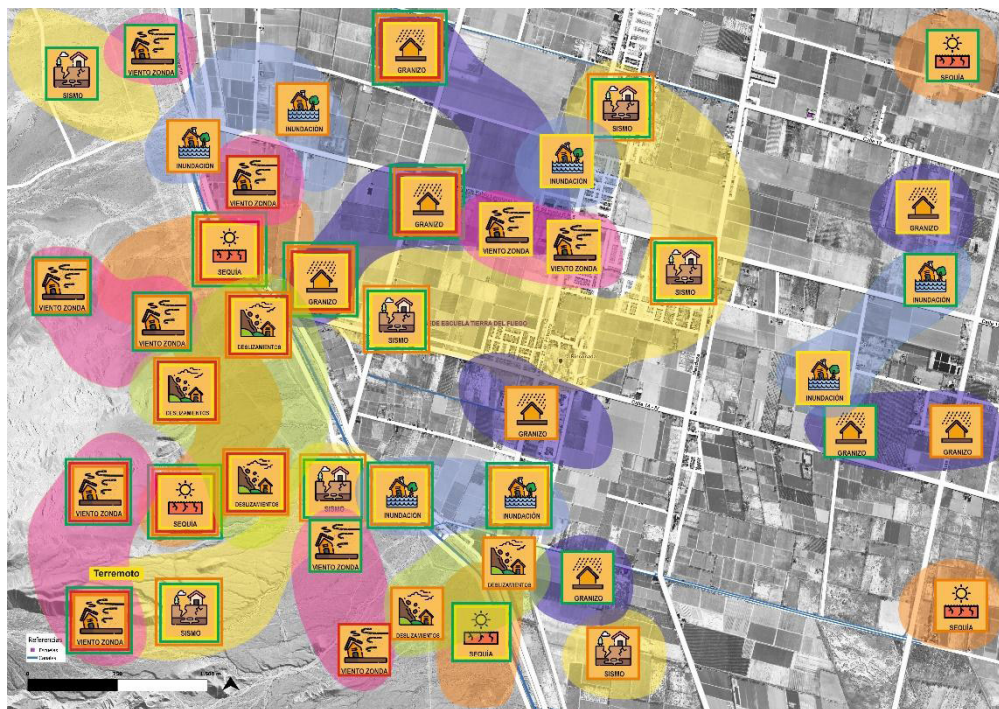 SISMO
VIENTO ZONDA
GRANIZO
SEQUÍA
INUNDACIÓN
INUNDACIÓN
SISMO
INUNDACIÓN
VIENTO ZONDA
GRANIZO
GRANIZO
VIENTO ZONDA
VIENTO ZONDA
SEQUÍA
GRANIZO
SISMO
INUNDACIÓN
VIENTO ZONDA
VIENTO ZONDA
DESLIZAMIENTOS
SISMO
DE ESCUELA TIERRA DEL FUEGO
DESLIZAMIENTOS
GRANIZO
INUNDACIÓN
GRANIZO
GRANIZO
VIENTO ZONDA
SEQUÍA
DESLIZAMIENTOS
SISMO
INUNDACIÓN
INUNDACIÓN
VIENTO ZONDA
DESLIZAMIENTOS
GRANIZO
Terremoto
VIENTO ZONDA
SISMO
DESLIZAMIENTOS
SEQUÍA
SEQUÍA
VIENTO ZONDA
SISMO
Referencias
Escuelas
Canales